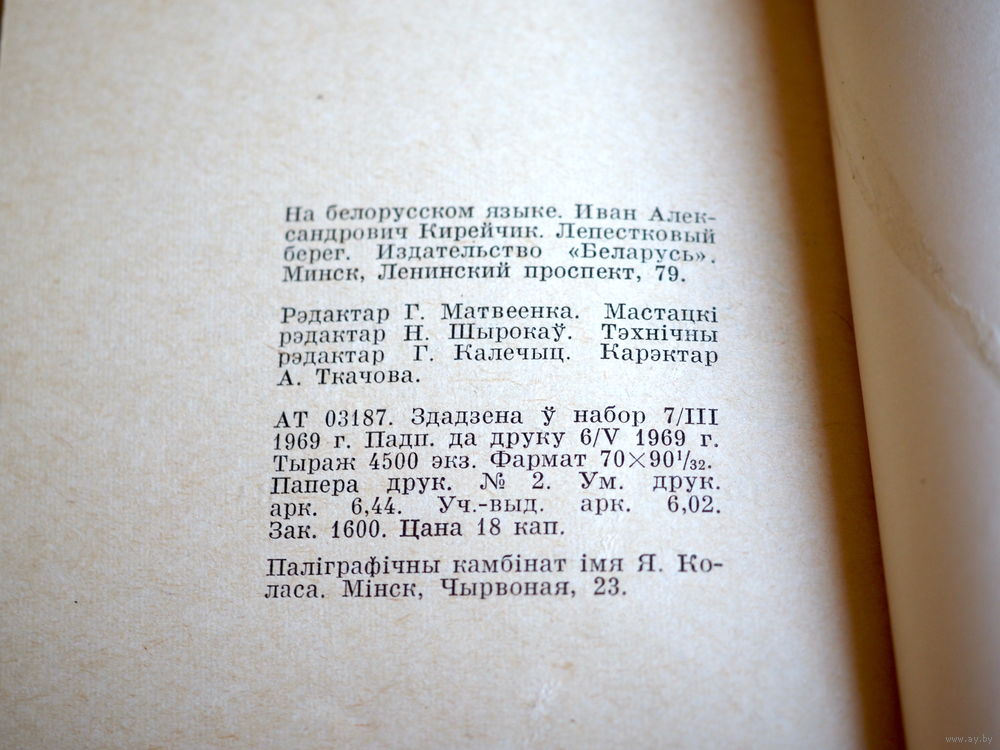 На белорусском языке. Иван Алек-
сандрович Кирейчик. Лепестковый
берег. Издательство «Беларусь».
Минск, Ленинский проспект, 79.
Рэдактар Г. Матвеенка. Мастацкі
рэдактар Н. Шырокаў. Тэхнічны
рэдактар Г. Калечыц. Карэктар
А. Ткачова.
АТ 03187. Здадзена ў набор 7/III
1969 г. Падп. да друку 6/V 1969 г.
Тыраж 4500 экз. Фармат 70×90¹/₃₂.
Папера друк. № 2. Ум. друк.
арк. 6,44. Уч.-выд. арк. 6,02.
Зак. 1600. Цана 18 кап.
Паліграфічны камбінат імя Я. Ко-
ласа. Мінск, Чырвоная, 23.
www.ay.by